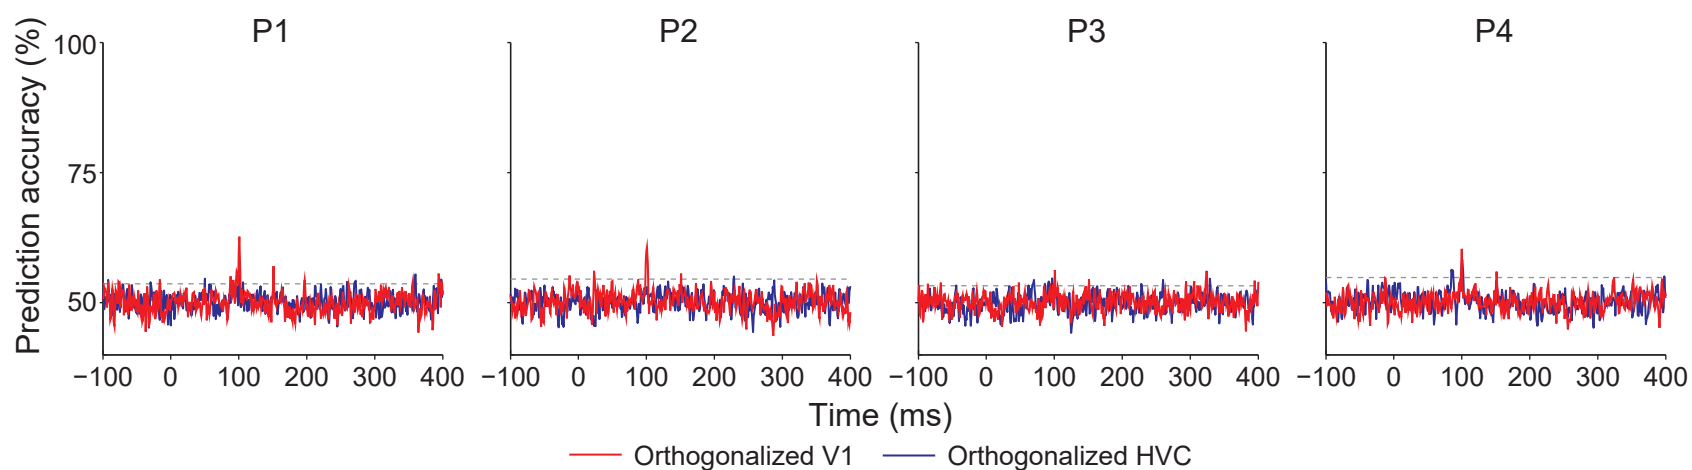 P1 P2 P3 P4
Prediction accuracy (%)
100
75
50
−100 0 100 200 300 400 −100 0 100 200 300 400 −100 0 100 200 300 400 −100 0 100 200 300 400
Time (ms)
Orthogonalized V1 Orthogonalized HVC